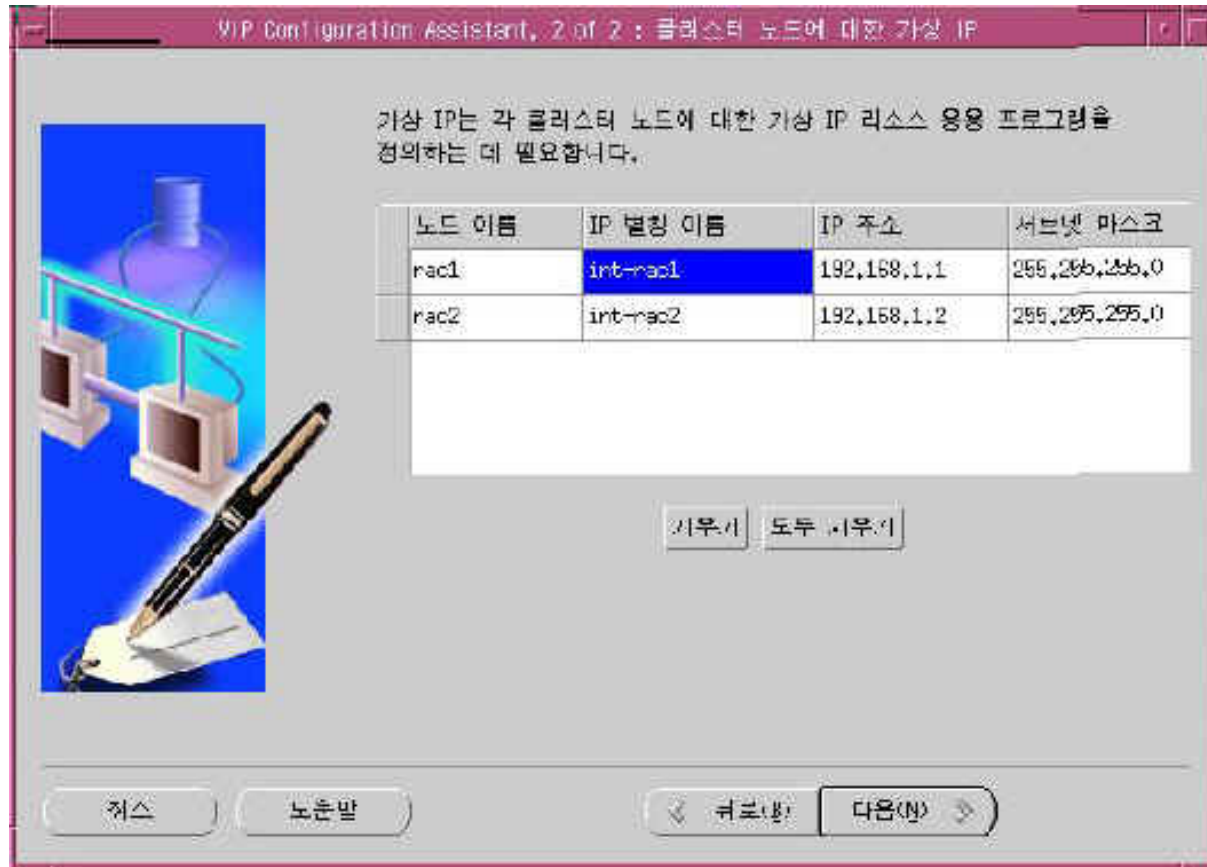 VIP Configuration Assistant, 2 of 2 : 클러스터 노드에 대한 가상 IP
가상 IP는 각 클러스터 노드에 대한 가상 IP 리소스 응용 프로그램을
정의하는 데 필요합니다.
노드 이름 IP 별칭 이름 IP 주소 서브넷 마스크
rac1 int-rac1 192.168.1.1 255.255.255.0
rac2 int-rac2 192.168.1.2 255.255.255.0
지우기 모두 지우기
취소 도움말 뒤로(B) 다음(N)